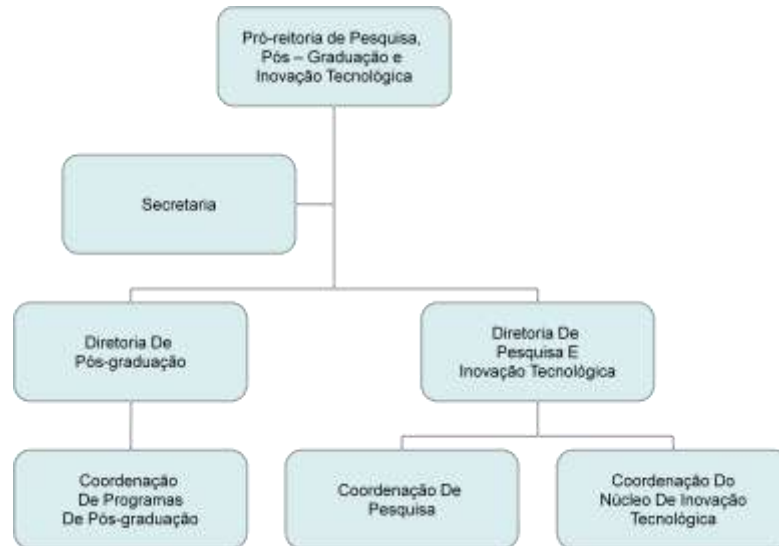 Pró-reitoria de Pesquisa,
Pós – Graduação e
Inovação Tecnológica
Secretaria
Diretoria De
Pós-graduação
Diretoria De
Pesquisa E
Inovação Tecnológica
Coordenação
De Programas
De Pós-graduação
Coordenação De
Pesquisa
Coordenação Do
Núcleo De Inovação
Tecnológica